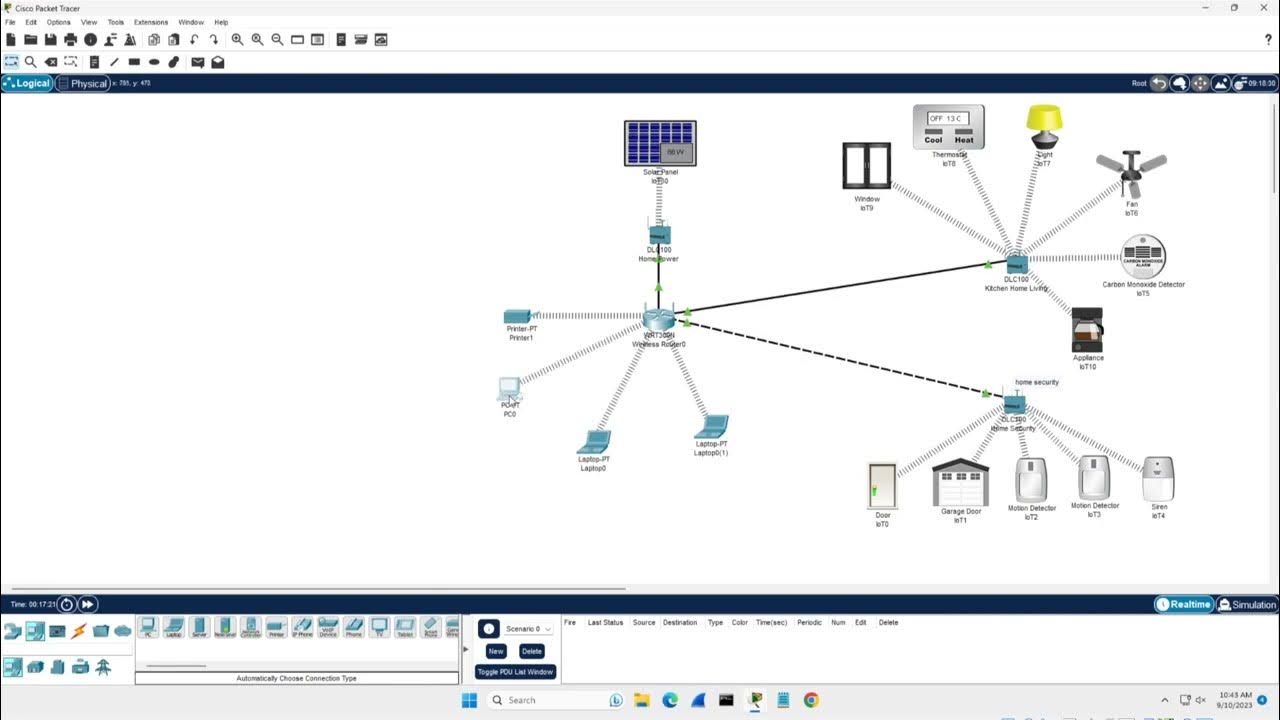 Cisco Packet Tracer
File Edit Options View Tools Extensions Window Help
Logical Physical x: 785, y: 473
Root 09:18:30
Solar Panel
DLC100
Home Power
Printer-PT
Printer1
WRT300N
Wireless Router0
PC-PT
PC0
Laptop-PT
Laptop0
Laptop-PT
Laptop0(1)
Window
IoT9
OFF 13 C
Cool Heat
Thermostat
IoT8
Light
IoT7
Fan
IoT6
CARBON MONOXIDE
ALARM
Carbon Monoxide Detector
IoT5
DLC100
Kitchen Home Living
Appliance
IoT10
home security
DLC100
Home Security
Door
IoT0
Garage Door
IoT1
Motion Detector
IoT2
Motion Detector
IoT3
Siren
IoT4
Time: 00:17:21
Realtime Simulation
PC Laptop Server Printer IP Phone VoIP Device Phone TV Tablet
Automatically Choose Connection Type
Scenario 0
New Delete
Toggle PDU List Window
Fire Last Status Source Destination Type Color Time(sec) Periodic Num Edit Delete
Search
10:43 AM
9/10/2023